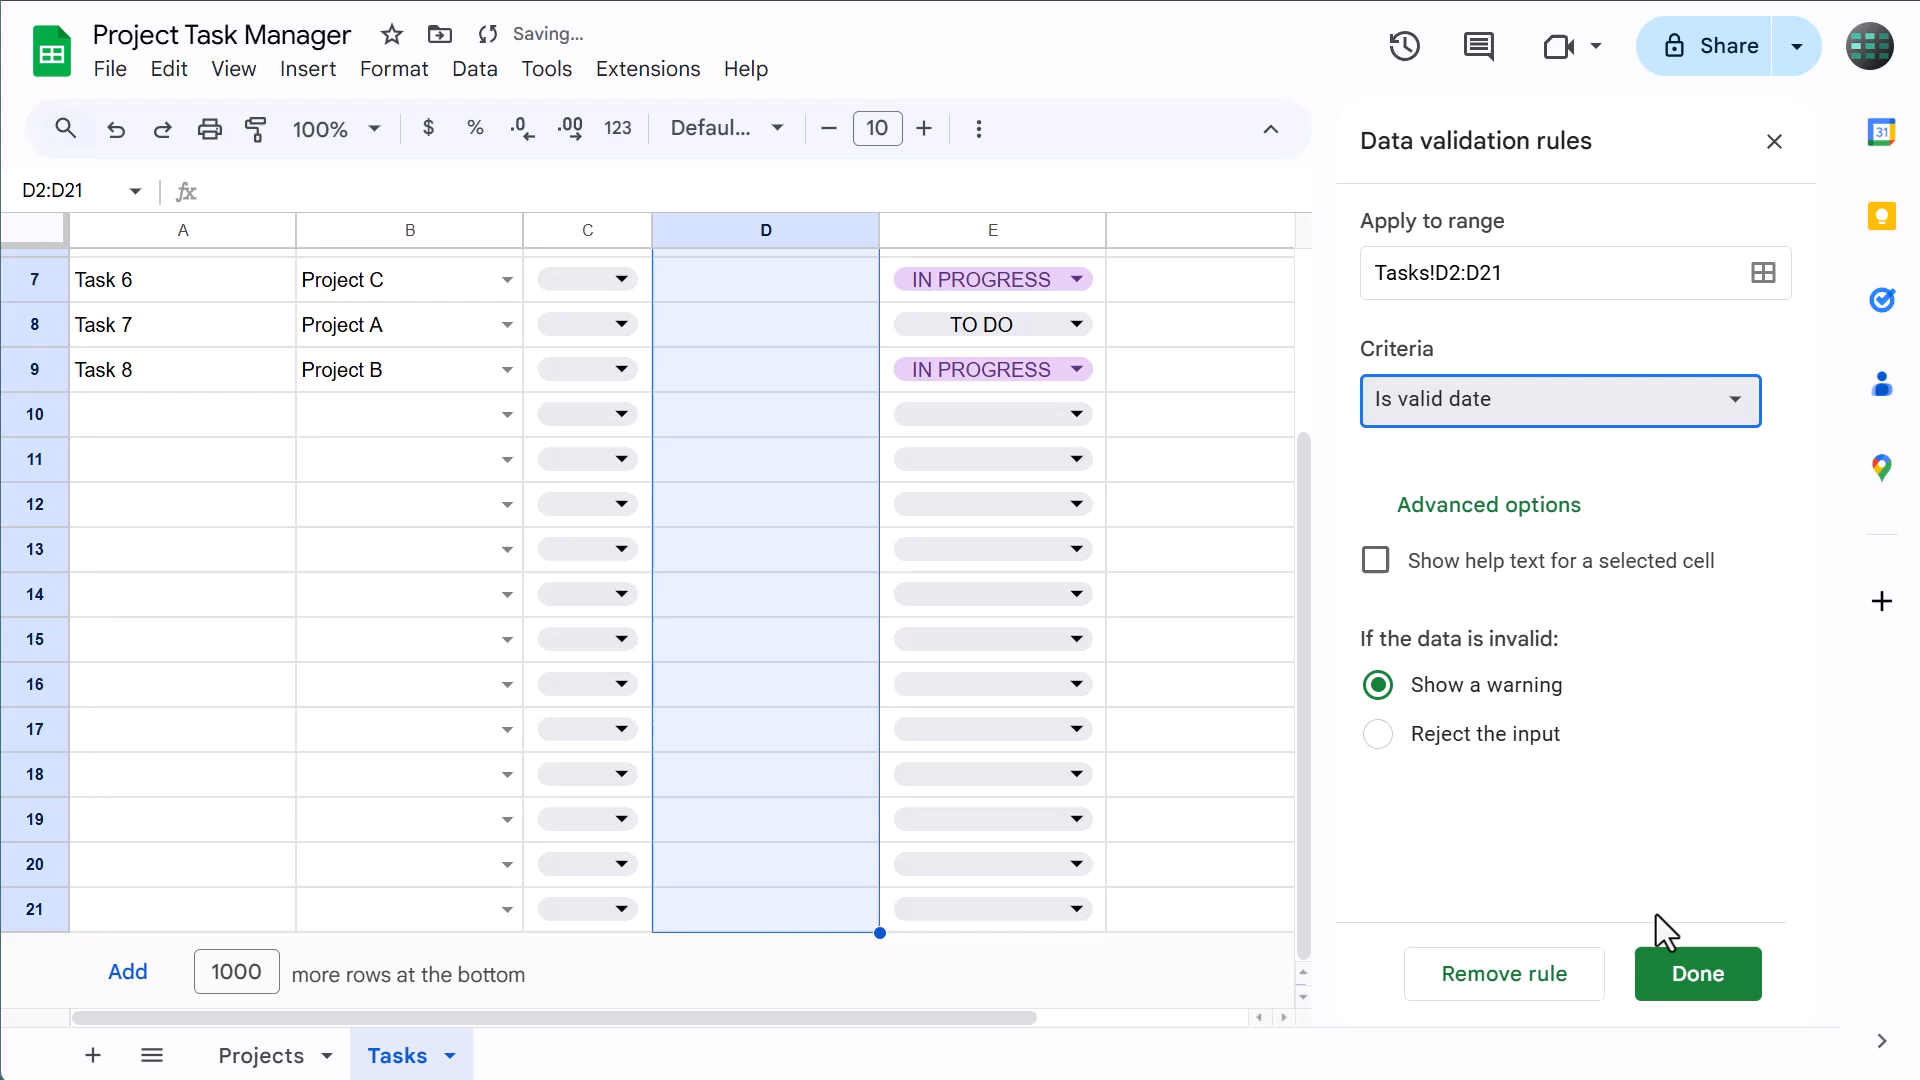 Project Task Manager Saving...
File Edit View Insert Format Data Tools Extensions Help
Share
100% $ % .0 .00 123 Defaul... 10
D2:D21 fx
A B C D E
7 Task 6 Project C IN PROGRESS
8 Task 7 Project A TO DO
9 Task 8 Project B IN PROGRESS
10
11
12
13
14
15
16
17
18
19
20
21
Add 1000 more rows at the bottom
Projects Tasks
Data validation rules
Apply to range
Tasks!D2:D21
Criteria
Is valid date
Advanced options
Show help text for a selected cell
If the data is invalid:
Show a warning
Reject the input
Remove rule Done
31